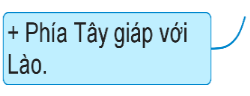 + Phía Tây giáp với
Lào.